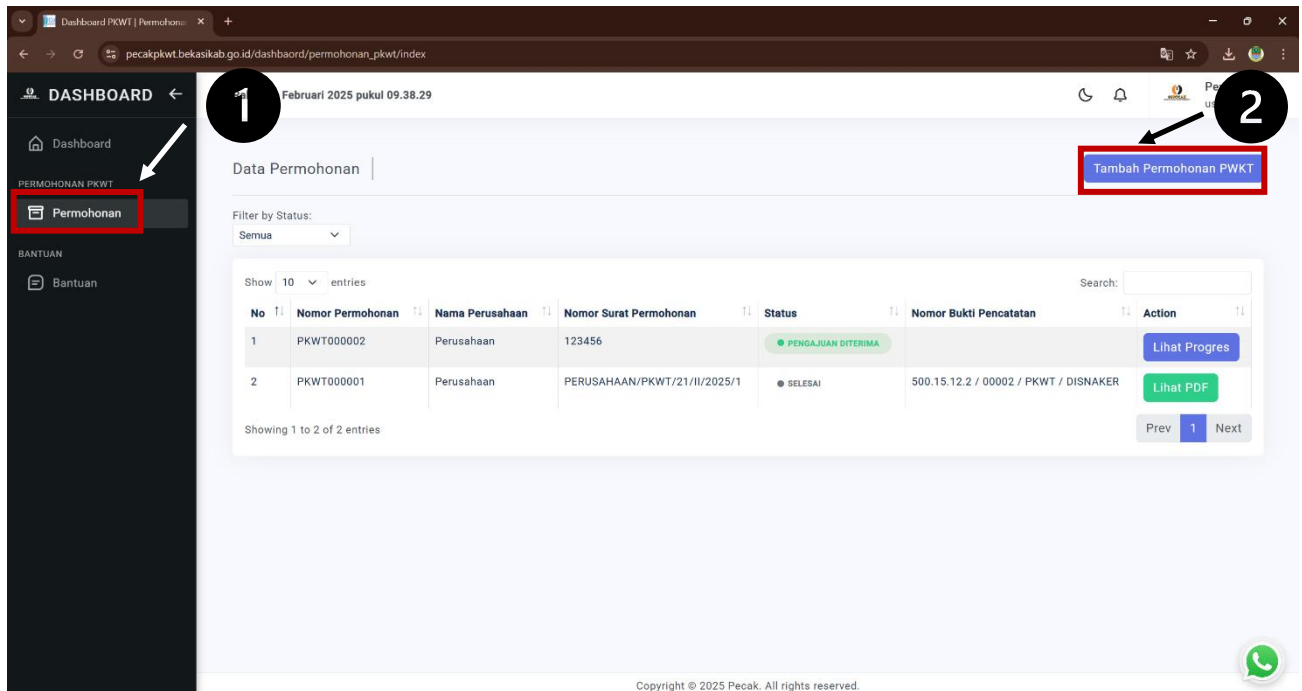 Dashboard PKWT | Permohona
pecakpkwt.bekasikab.go.id/dashbaord/permohonan_pkwt/index
DASHBOARD
1
Februari 2025 pukul 09.38.29
2
Dashboard
PERMOHONAN PKWT
Permohonan
BANTUAN
Bantuan
Data Permohonan
Tambah Permohonan PWKT
Filter by Status:
Semua
Show 10 entries
Search:
No Nomor Permohonan Nama Perusahaan Nomor Surat Permohonan Status Nomor Bukti Pencatatan Action
1 PKWT000002 Perusahaan 123456 PENGAJUAN DITERIMA Lihat Progres
2 PKWT000001 Perusahaan PERUSAHAAN/PKWT/21/II/2025/1 SELESAI 500.15.12.2 / 00002 / PKWT / DISNAKER Lihat PDF
Showing 1 to 2 of 2 entries
Prev 1 Next
Copyright © 2025 Pecak. All rights reserved.